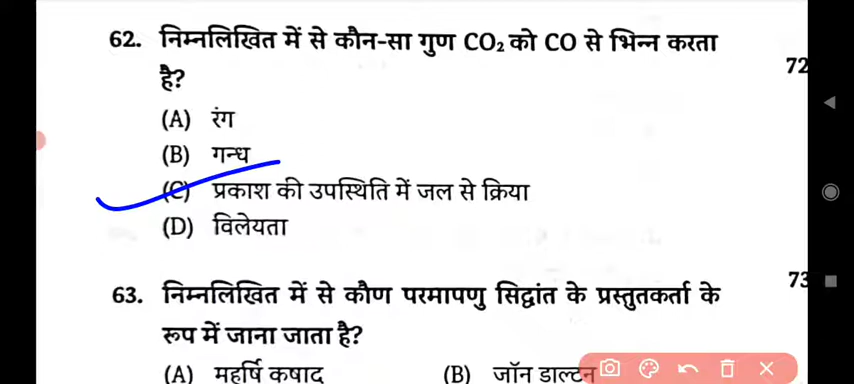 62. निम्नलिखित में से कौन-सा गुण CO₂ को CO से भिन्न करता
है?
(A) रंग
(B) गन्ध
(C) प्रकाश की उपस्थिति में जल से क्रिया
(D) विलेयता
63. निम्नलिखित में से कौण परमापणु सिद्वांत के प्रस्तुतकर्ता के
रूप में जाना जाता है?
(A) महर्षि कषाद (B) जॉन डाल्टन
72
73